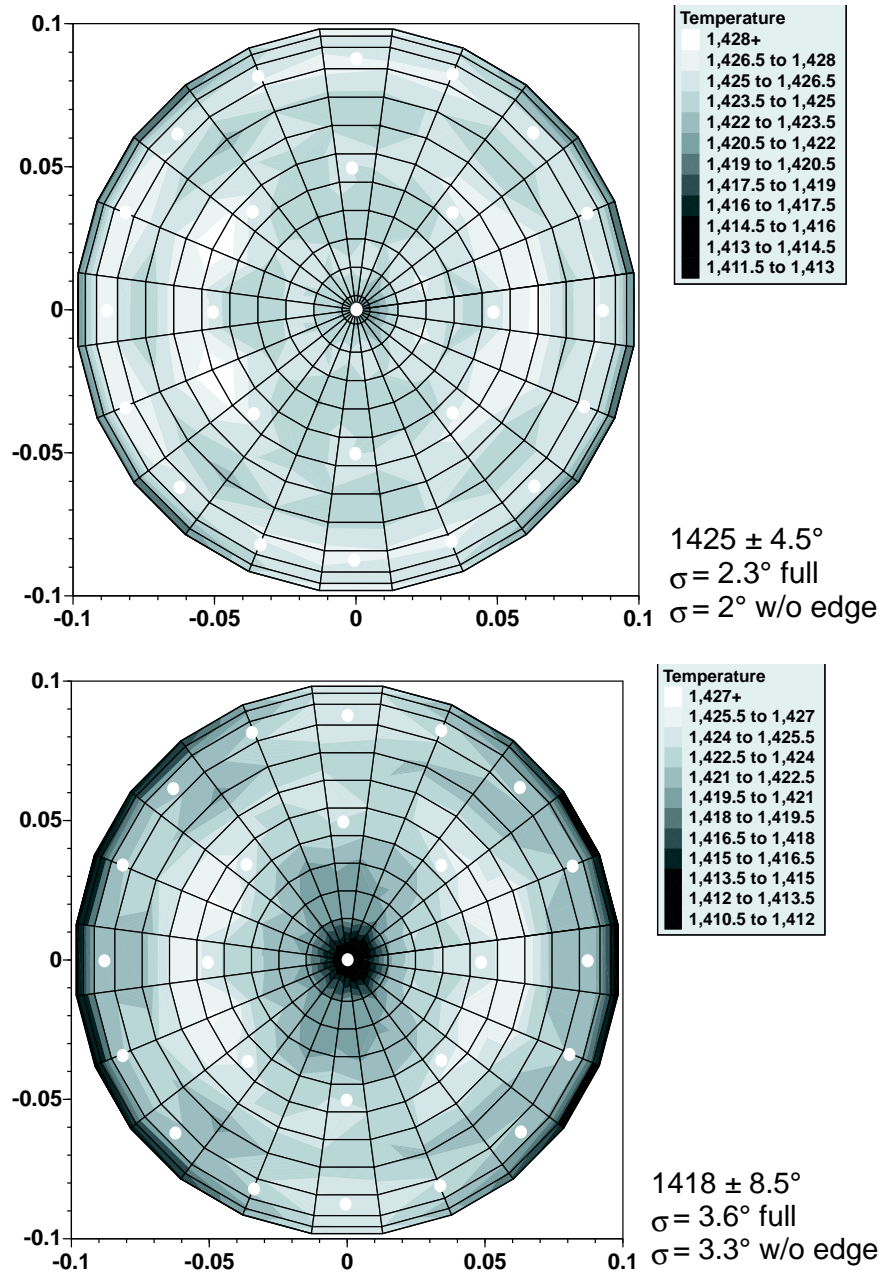 0.1
0.05
0
-0.05
-0.1
-0.1
-0.05
0
0.05
0.1
Temperature
1,428+
1,426.5 to 1,428
1,425 to 1,426.5
1,423.5 to 1,425
1,422 to 1,423.5
1,420.5 to 1,422
1,419 to 1,420.5
1,417.5 to 1,419
1,416 to 1,417.5
1,414.5 to 1,416
1,413 to 1,414.5
1,411.5 to 1,413
1425 ± 4.5°
σ = 2.3° full
σ = 2° w/o edge
0.1
0.05
0
-0.05
-0.1
-0.1
-0.05
0
0.05
0.1
Temperature
1,427+
1,425.5 to 1,427
1,424 to 1,425.5
1,422.5 to 1,424
1,421 to 1,422.5
1,419.5 to 1,421
1,418 to 1,419.5
1,416.5 to 1,418
1,415 to 1,416.5
1,413.5 to 1,415
1,412 to 1,413.5
1,410.5 to 1,412
1418 ± 8.5°
σ = 3.6° full
σ = 3.3° w/o edge